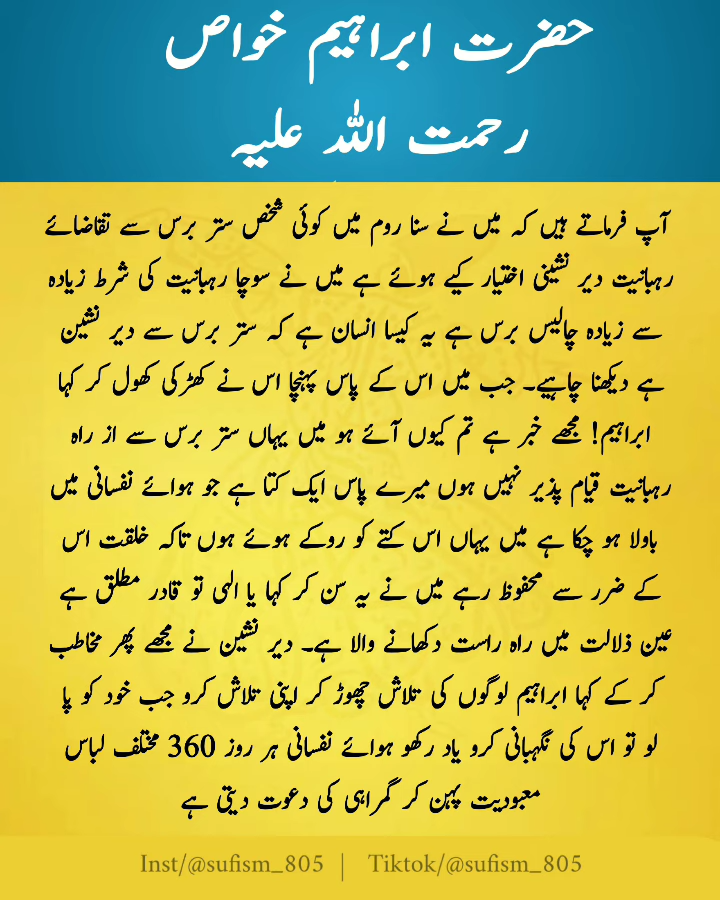 حضرت ابراہیم خواص
رحمت اللہ علیہ
آپ فرماتے ہیں کہ میں نے سنا روم میں کوئی شخص ستر برس سے تقاضائے
رہبانیت دیر نشینی اختیار کیے ہوئے ہے میں نے سوچا رہبانیت کی شرط زیادہ
سے زیادہ چالیس برس ہے یہ کیسا انسان ہے کہ ستر برس سے دیر نشین
ہے دیکھنا چاہیے۔ جب میں اس کے پاس پہنچا اس نے کھڑکی کھول کر کہا
ابراہیم! مجھے خبر ہے تم کیوں آئے ہو میں یہاں ستر برس سے از راہ
رہبانیت قیام پذیر نہیں ہوں میرے پاس ایک کتا ہے جو ہوائے نفسانی میں
باولا ہو چکا ہے میں یہاں اس کتے کو روکے ہوئے ہوں تاکہ خلقت اس
کے ضرر سے محفوظ رہے میں نے یہ سن کر کہا یا الہی تو قادر مطلق ہے
عین ذلالت میں راہ راست دکھانے والا ہے۔ دیر نشین نے مجھے پھر مخاطب
کر کے کہا ابراہیم لوگوں کی تلاش چھوڑ کر اپنی تلاش کرو جب خود کو پا
لو تو اس کی نگہبانی کرو یاد رکھو ہوائے نفسانی ہر روز 360 مختلف لباس
معبودیت پہن کر گمراہی کی دعوت دیتی ہے
Inst/@sufism_805 | Tiktok/@sufism_805